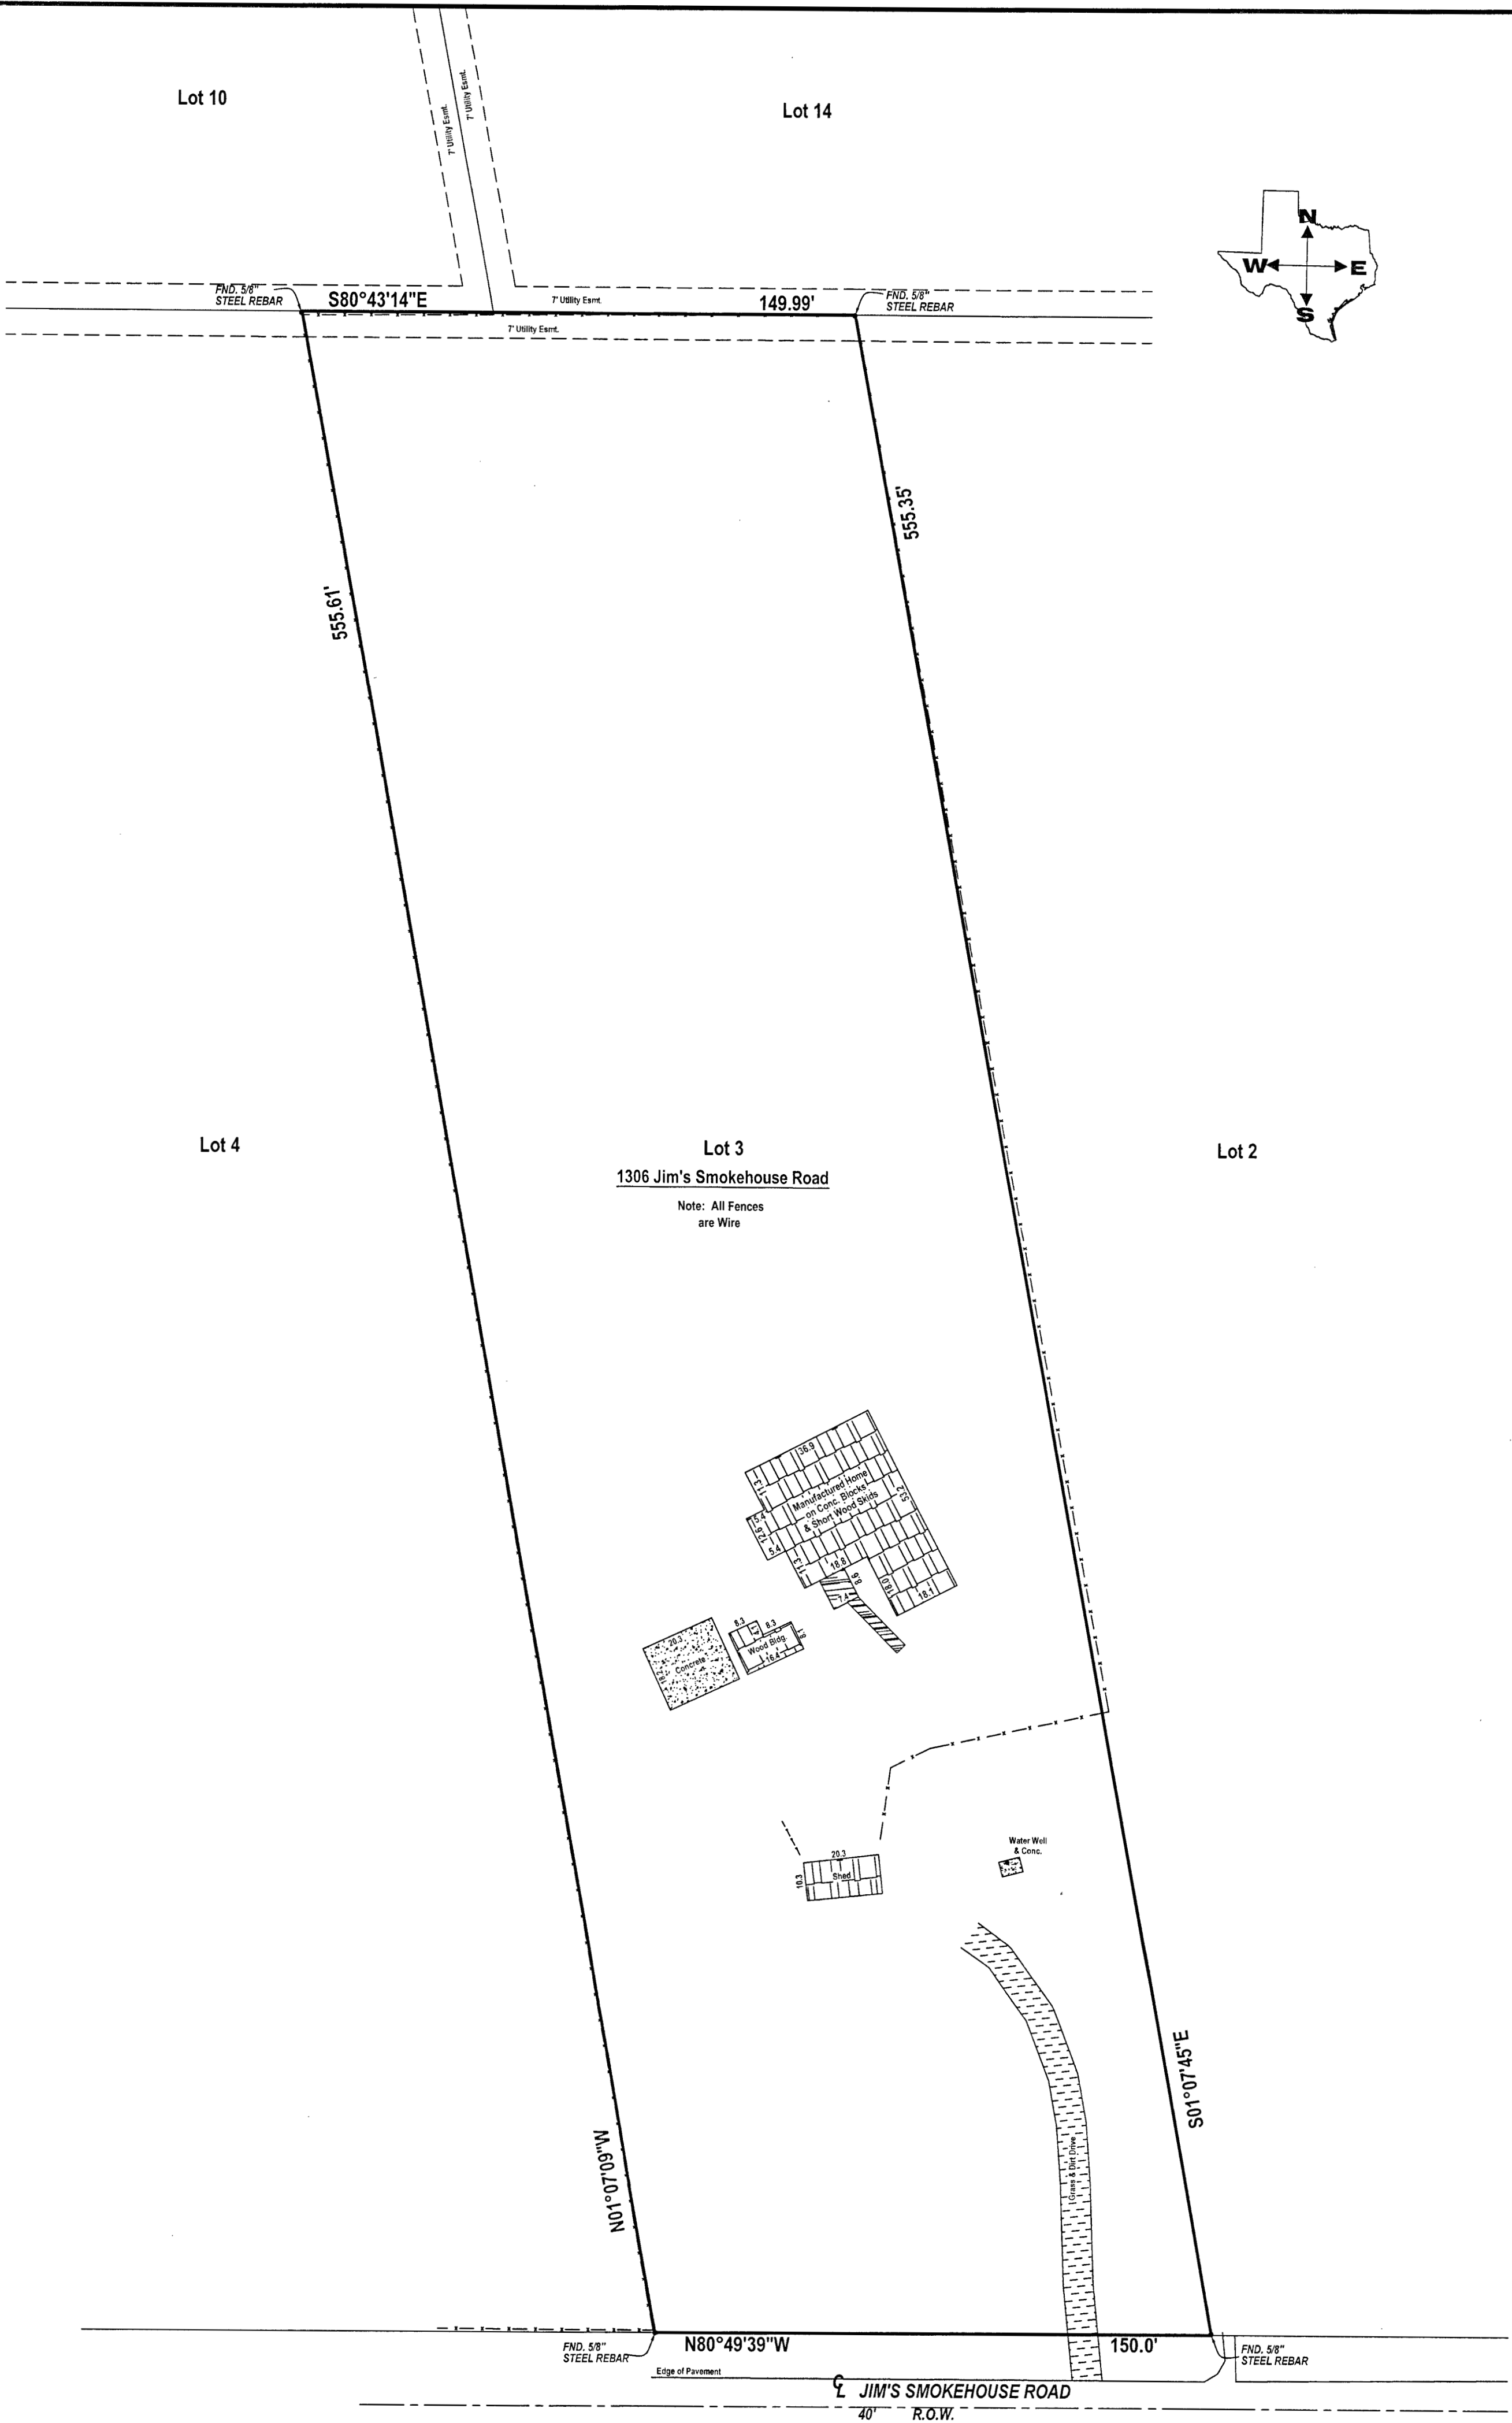 Lot 10
Lot 14
7' Utility Esmt.
7' Utility Esmt.
N
W E
S
FND. 5/8"
STEEL REBAR
S80°43'14"E
7' Utility Esmt.
149.99'
FND. 5/8"
STEEL REBAR
7' Utility Esmt.
555.35'
555.61'
Lot 4
Lot 3
1306 Jim's Smokehouse Road
Note: All Fences
are Wire
Lot 2
36.9
11.3
Manufactured Home
on Conc. Blocks
& Short Wood Skids
53.2
5.4
12.6
5.4
11.3
18.8
8.6
18.0
18.1
7.4
8.3
4.1
8.3
8.1
Wood Bldg.
16.4
20.3
18.2
Concrete
Water Well
& Conc.
20.3
10.3
Shed
S01°07'45"E
N01°07'09"W
Grass & Dirt Drive
FND. 5/8"
STEEL REBAR
N80°49'39"W
150.0'
FND. 5/8"
STEEL REBAR
Edge of Pavement
CL JIM'S SMOKEHOUSE ROAD
40' R.O.W.